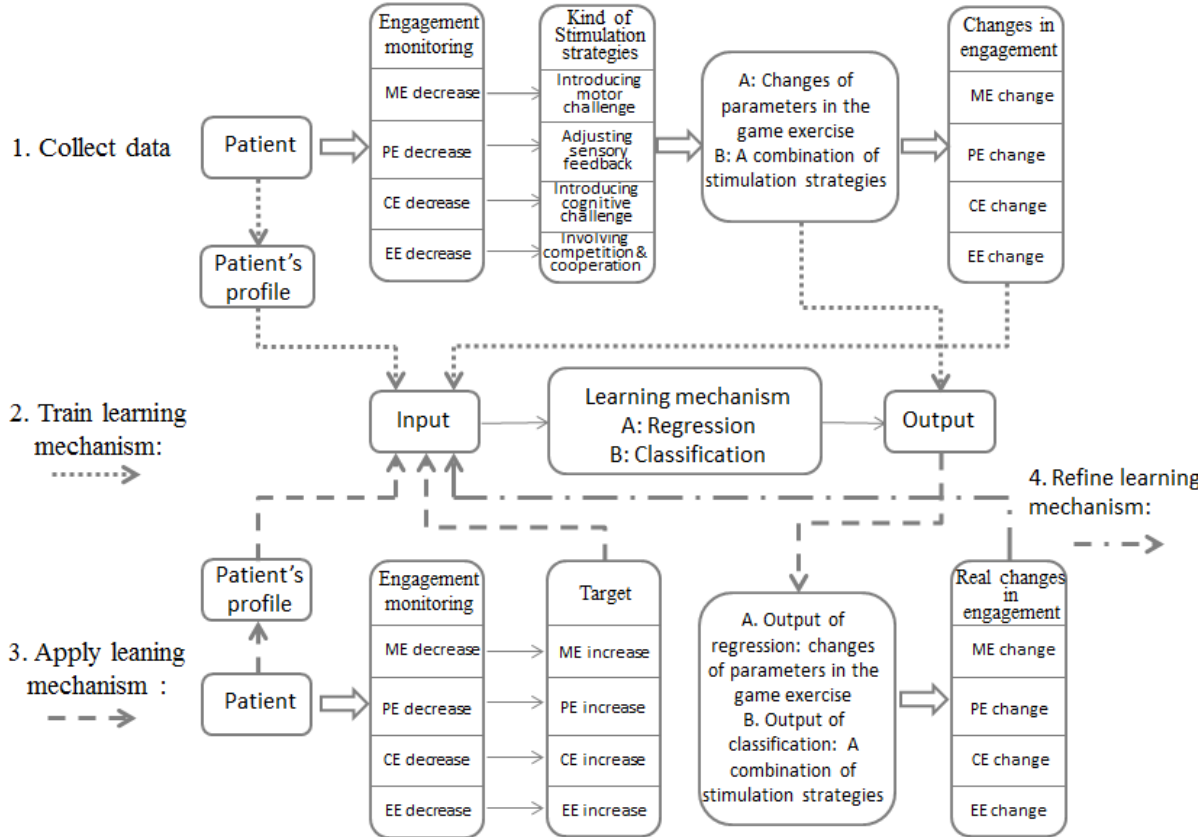 Engagement
monitoring
ME decrease
PE decrease
CE decrease
EE decrease
Kind of
Stimulation
strategies
Introducing
motor
challenge
Adjusting
sensory
feedback
Introducing
cognitive
challenge
Involving
competition &
cooperation
A: Changes of
parameters in the
game exercise
B: A combination of
stimulation strategies
Changes in
engagement
ME change
PE change
CE change
EE change
1. Collect data
Patient
Patient's
profile
2. Train learning
mechanism:
Input
Learning mechanism
A: Regression
B: Classification
Output
4. Refine learning
mechanism:
3. Apply leaning
mechanism :
Patient's
profile
Patient
Engagement
monitoring
ME decrease
PE decrease
CE decrease
EE decrease
Target
ME increase
PE increase
CE increase
EE increase
A. Output of
regression: changes
of parameters in the
game exercise
B. Output of
classification: A
combination of
stimulation strategies
Real changes
in
engagement
ME change
PE change
CE change
EE change